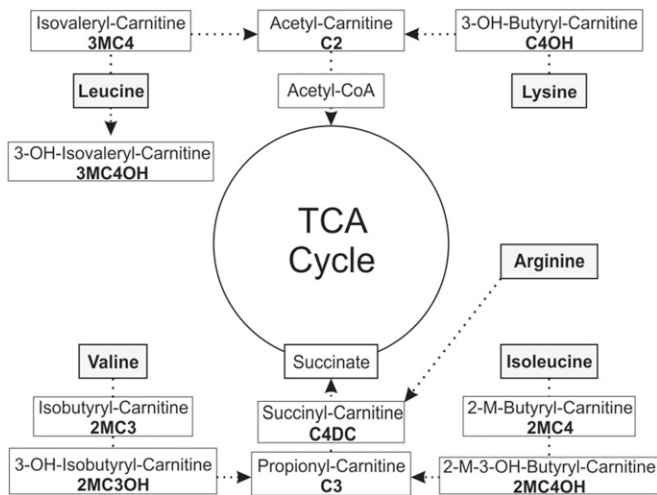 Isovaleryl-Carnitine
3MC4
Acetyl-Carnitine
C2
3-OH-Butyryl-Carnitine
C4OH
Leucine
Acetyl-CoA
Lysine
3-OH-Isovaleryl-Carnitine
3MC4OH
TCA
Cycle
Arginine
Valine
Succinate
Isoleucine
Isobutyryl-Carnitine
2MC3
Succinyl-Carnitine
C4DC
2-M-Butyryl-Carnitine
2MC4
3-OH-Isobutyryl-Carnitine
2MC3OH
Propionyl-Carnitine
C3
2-M-3-OH-Butyryl-Carnitine
2MC4OH